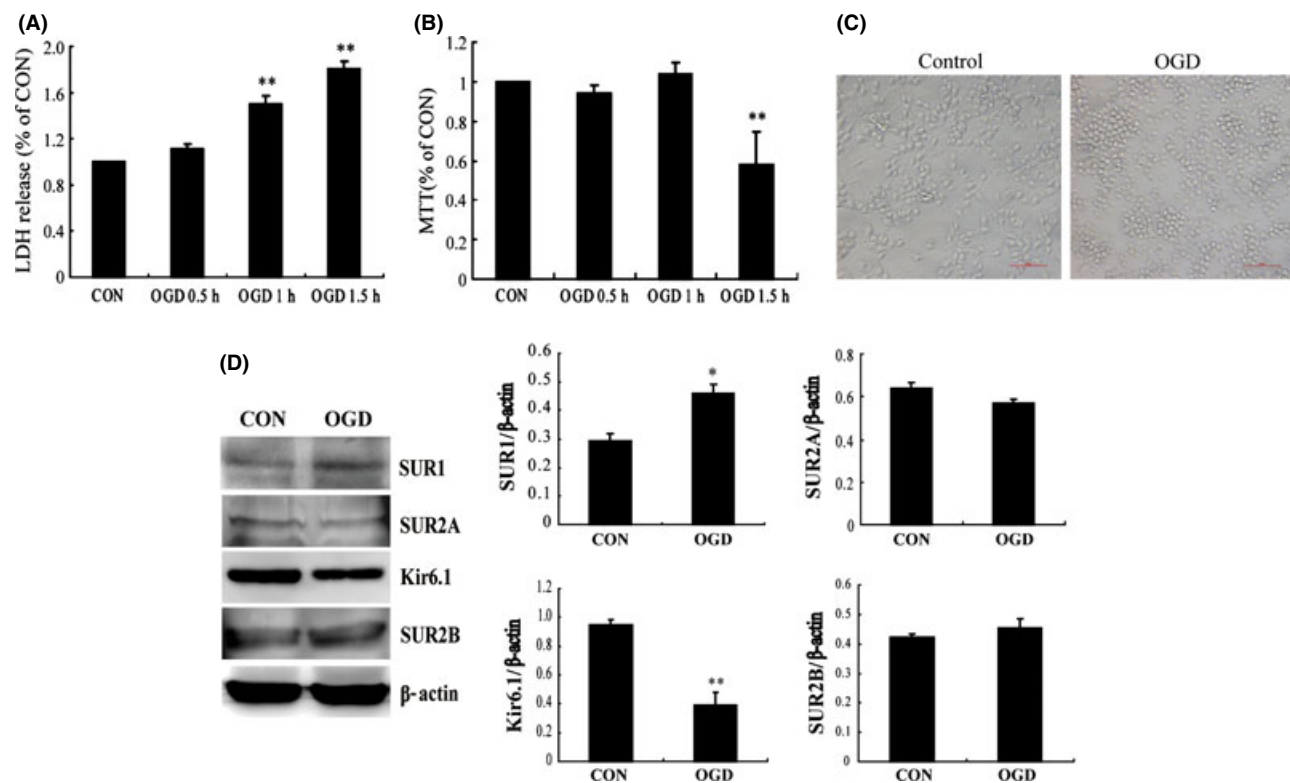 (A)
LDH release (% of CON)
2.0
1.6
1.2
0.8
0.4
0
**
**
CON OGD 0.5 h OGD 1 h OGD 1.5 h
(B)
MTT(% of CON)
1.2
1
0.8
0.6
0.4
0.2
0
**
CON OGD 0.5 h OGD 1 h OGD 1.5 h
(C)
Control OGD
(D)
CON OGD
SUR1
SUR2A
Kir6.1
SUR2B
β-actin
SUR1/β-actin
0.6
0.5
0.4
0.3
0.2
0.1
0
*
CON OGD
SUR2A/β-actin
0.8
0.6
0.4
0.2
0
CON OGD
Kir6.1/β-actin
1.2
1.0
0.8
0.6
0.4
0.2
0
**
CON OGD
SUR2B/β-actin
0.6
0.5
0.4
0.3
0.2
0.1
0
CON OGD